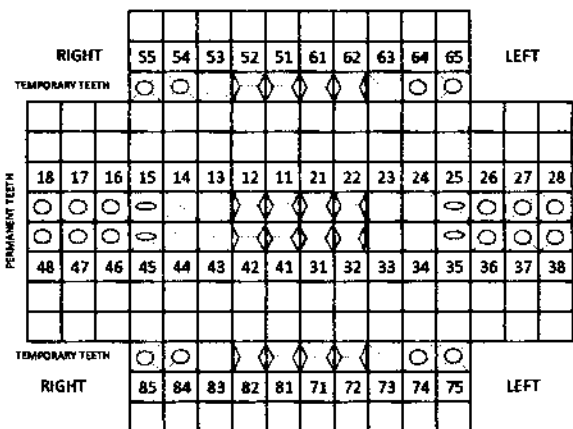 RIGHT 55 54 53 52 51 61 62 63 64 65 LEFT
TEMPORARY TEETH
18 17 16 15 14 13 12 11 21 22 23 24 25 26 27 28
PERMANENT TEETH
48 47 46 45 44 43 42 41 31 32 33 34 35 36 37 38
TEMPORARY TEETH
RIGHT 85 84 83 82 81 71 72 73 74 75 LEFT